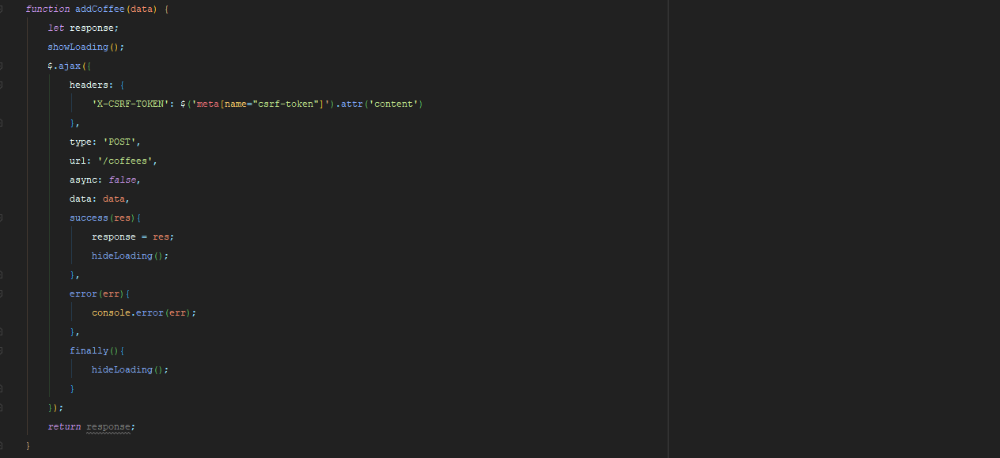 function addCoffee(data) {
let response;
showLoading();
$.ajax({
headers: {
'X-CSRF-TOKEN': $('meta[name="csrf-token"]').attr('content')
},
type: 'POST',
url: '/coffees',
async: false,
data: data,
success(res){
response = res;
hideLoading();
},
error(err){
console.error(err);
},
finally(){
hideLoading();
}
});
return response;
}